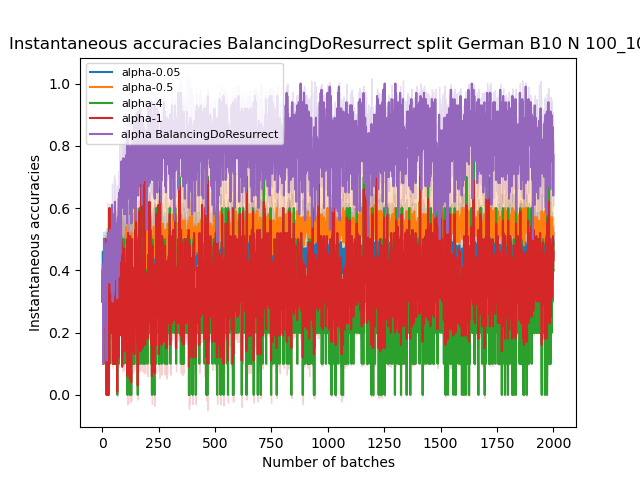 Instantaneous accuracies BalancingDoResurrect split German B10 N 100_10
alpha-0.05
alpha-0.5
alpha-4
alpha-1
alpha BalancingDoResurrect
1.0
0.8
0.6
0.4
0.2
0.0
Instantaneous accuracies
0 250 500 750 1000 1250 1500 1750 2000
Number of batches